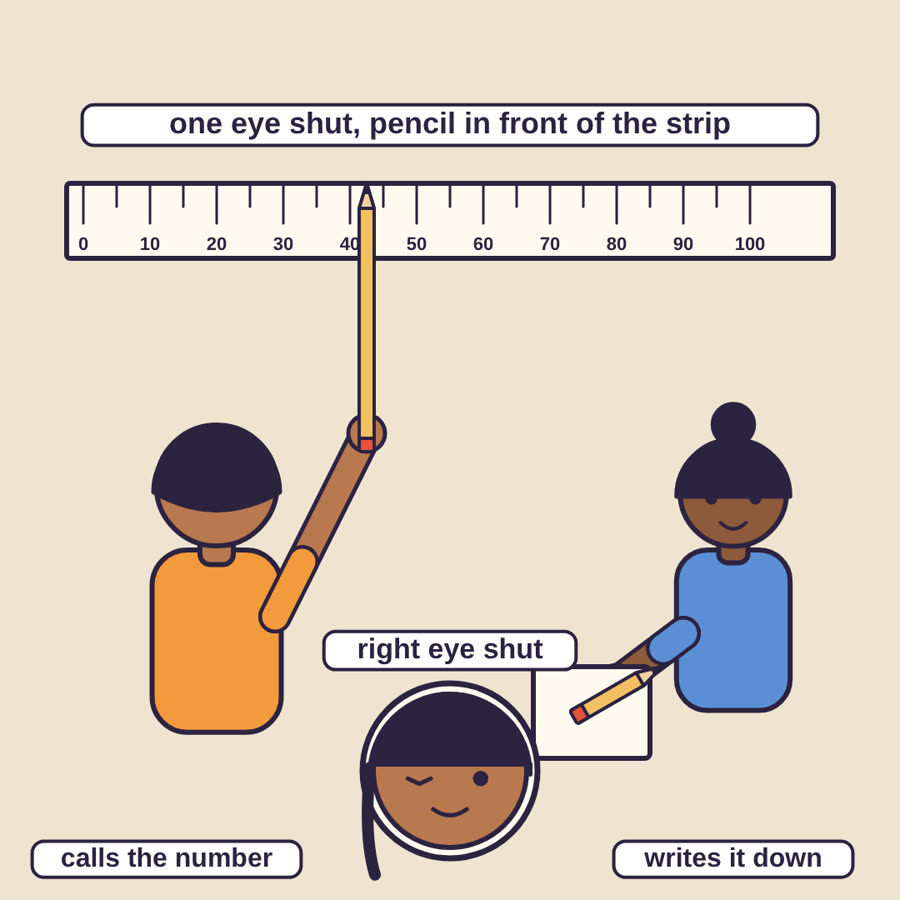 one eye shut, pencil in front of the strip
0 10 20 30 40 50 60 70 80 90 100
right eye shut
calls the number
writes it down